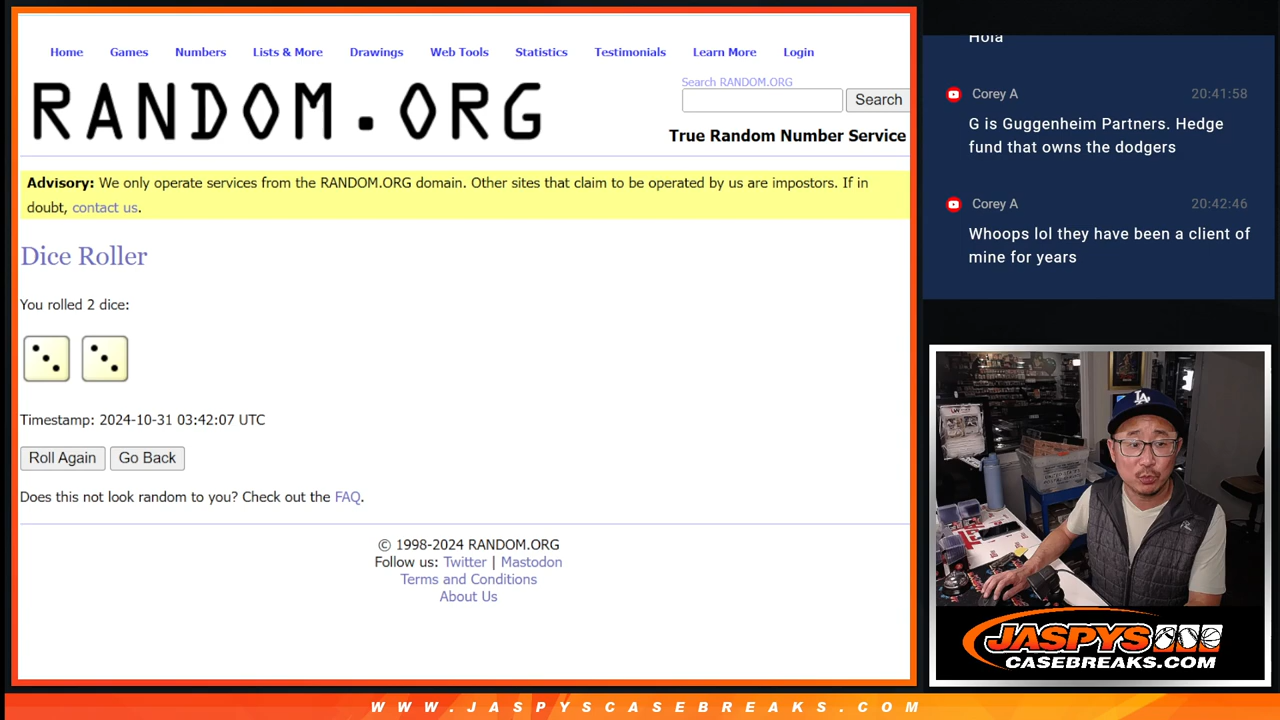 Home Games Numbers Lists & More Drawings Web Tools Statistics Testimonials Learn More Login
RANDOM.ORG
Search RANDOM.ORG
Search
True Random Number Service
Advisory: We only operate services from the RANDOM.ORG domain. Other sites that claim to be operated by us are impostors. If in
doubt, contact us.
Dice Roller
You rolled 2 dice:
Timestamp: 2024-10-31 03:42:07 UTC
Roll Again Go Back
Does this not look random to you? Check out the FAQ.
© 1998-2024 RANDOM.ORG
Follow us: Twitter | Mastodon
Terms and Conditions
About Us
Hola
Corey A 20:41:58
G is Guggenheim Partners. Hedge
fund that owns the dodgers
Corey A 20:42:46
Whoops lol they have been a client of
mine for years
LA
JASPYS
CASEBREAKS.COM
WWW.JASPYSCASEBREAKS.COM